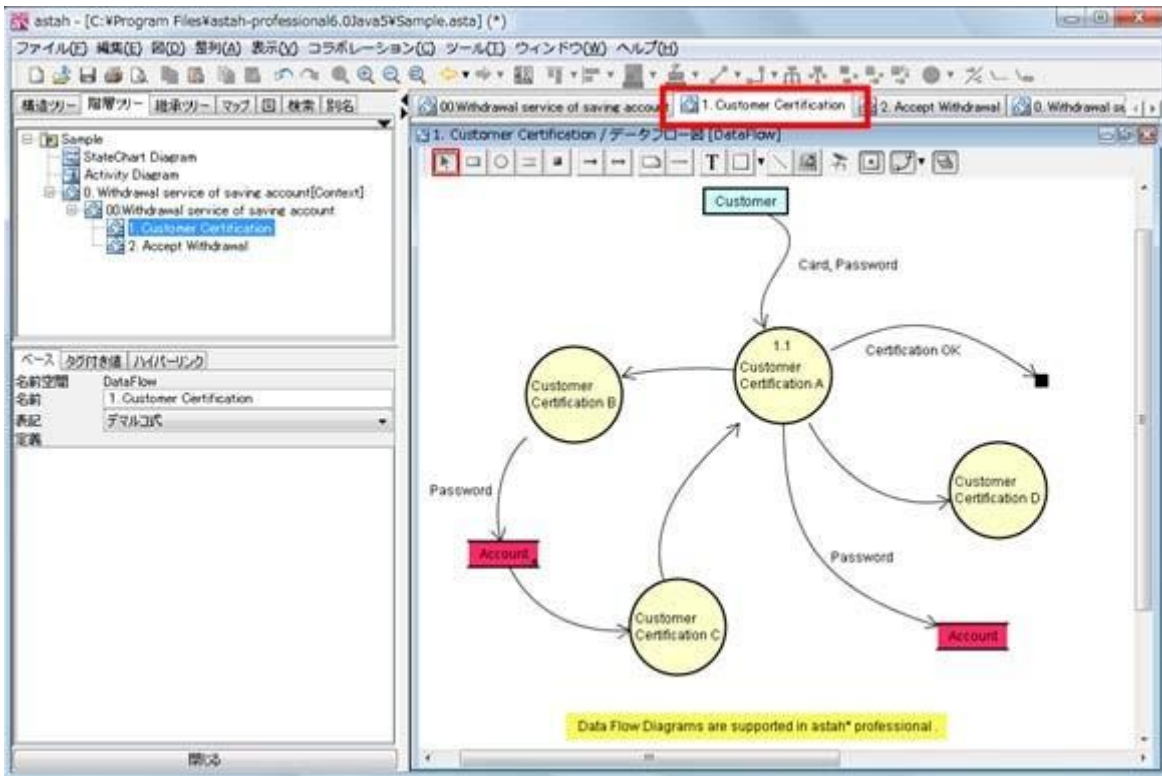 astah - [C:¥Program Files¥astah-professional6.0Java5¥Sample.asta] (*)
ファイル(F) 編集(E) 図(D) 整列(A) 表示(V) コラボレーション(C) ツール(T) ウィンドウ(W) ヘルプ(H)
構造ツリー 階層ツリー 継承ツリー マップ 図 検索 別名
Sample
StateChart Diagram
Activity Diagram
0. Withdrawal service of saving account[Context]
00.Withdrawal service of saving account
1. Customer Certification
2. Accept Withdrawal
ベース タグ付き値 ハイパーリンク
名前空間 DataFlow
名前 1. Customer Certification
表記 デマルコ式
定義
閉じる
00.Withdrawal service of saving account 1. Customer Certification 2. Accept Withdrawal 0. Withdrawal se
1. Customer Certification / データフロー図 [DataFlow]
T
Customer
Card, Password
1.1
Customer
Certification A
Certification OK
Customer
Certification B
Customer
Certification D
Password
Account
Password
Customer
Certification C
Account
Data Flow Diagrams are supported in astah* professional .